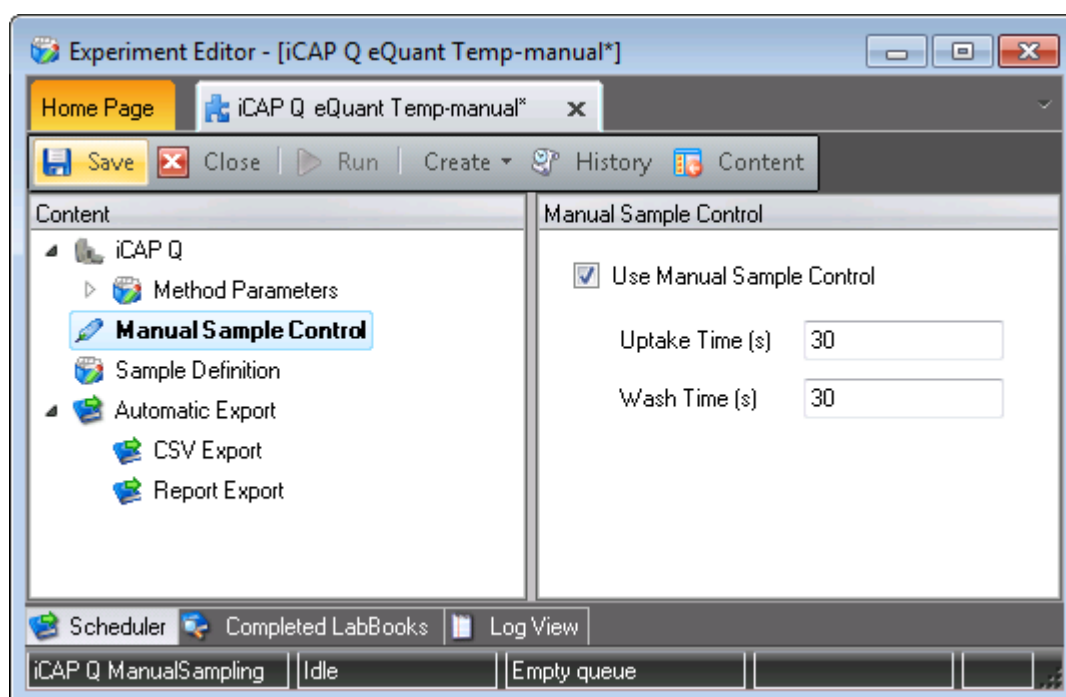 Experiment Editor - [iCAP Q eQuant Temp-manual*]
Home Page iCAP Q eQuant Temp-manual*
Save Close Run Create History Content
Content
iCAP Q
Method Parameters
Manual Sample Control
Sample Definition
Automatic Export
CSV Export
Report Export
Manual Sample Control
Use Manual Sample Control
Uptake Time (s) 30
Wash Time (s) 30
Scheduler Completed LabBooks Log View
iCAP Q ManualSampling Idle Empty queue